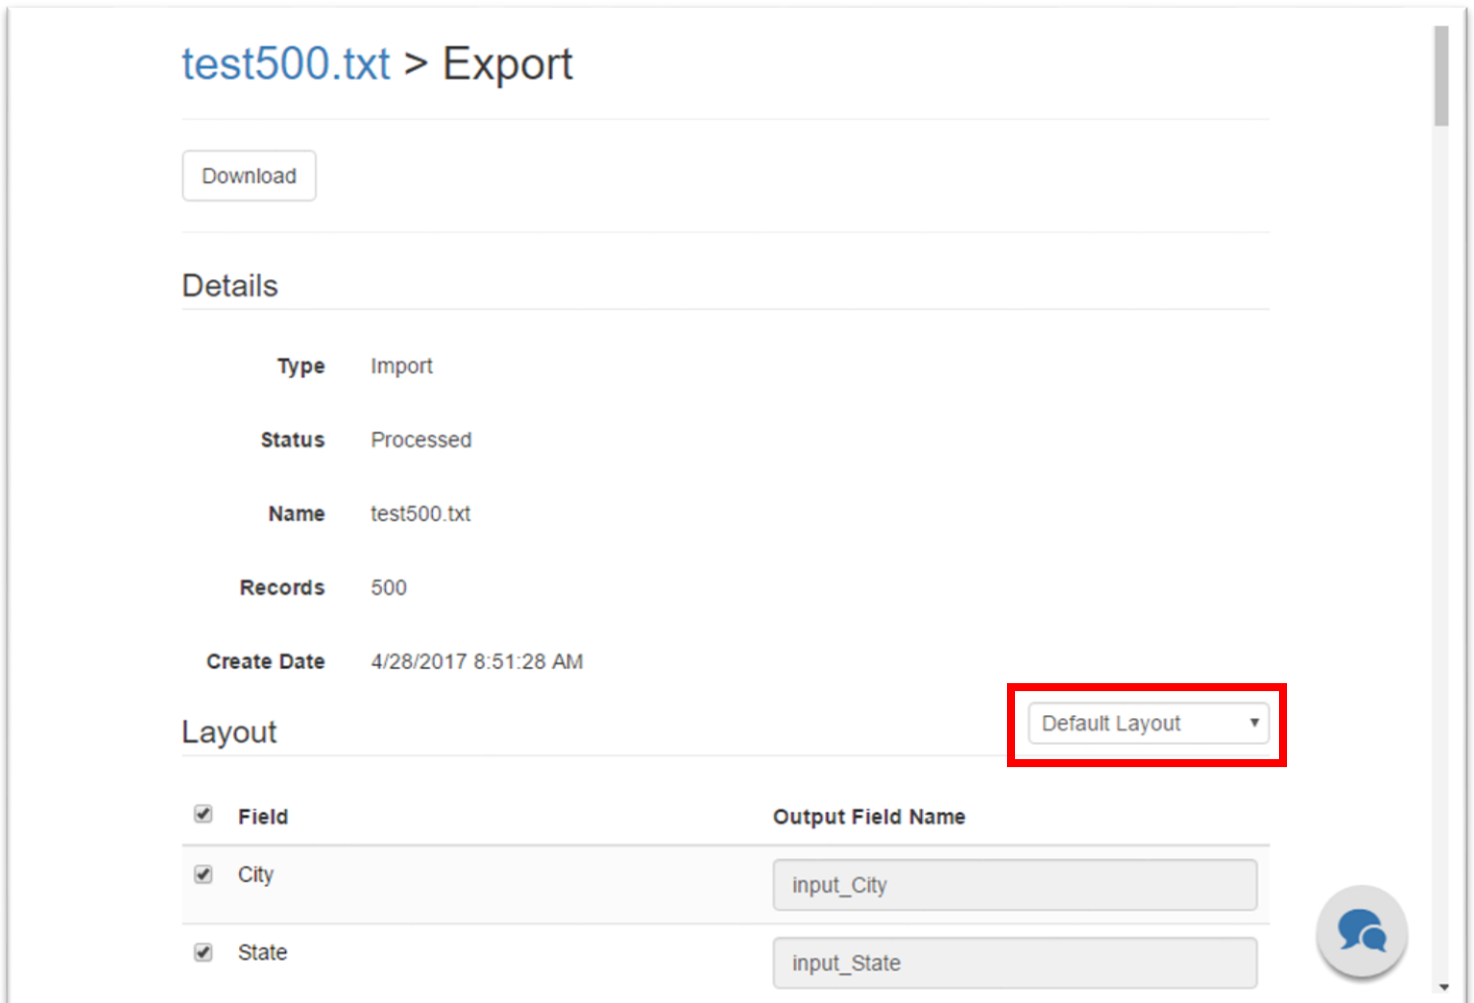 test500.txt > Export
Download
Details
Type Import
Status Processed
Name test500.txt
Records 500
Create Date 4/28/2017 8:51:28 AM
Layout Default Layout
Field Output Field Name
City input_City
State input_State